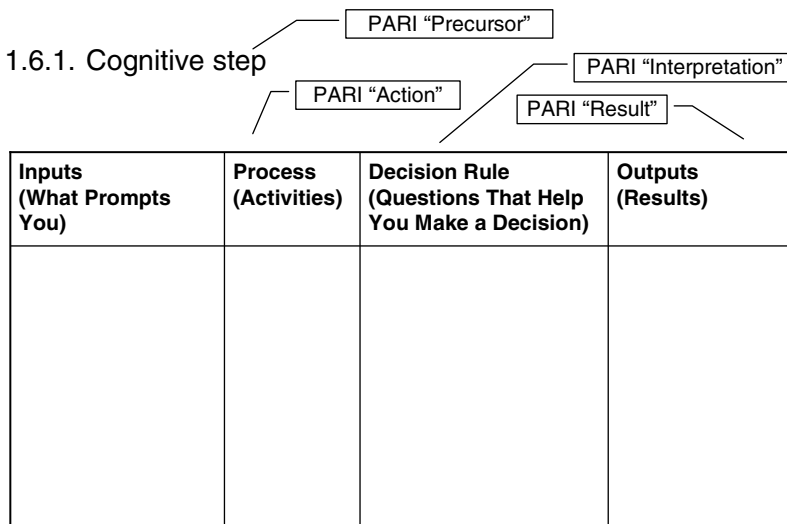 PARI “Precursor”
1.6.1. Cognitive step
PARI “Interpretation”
PARI “Action”
PARI “Result”
Inputs
(What Prompts
You)
Process
(Activities)
Decision Rule
(Questions That Help
You Make a Decision)
Outputs
(Results)